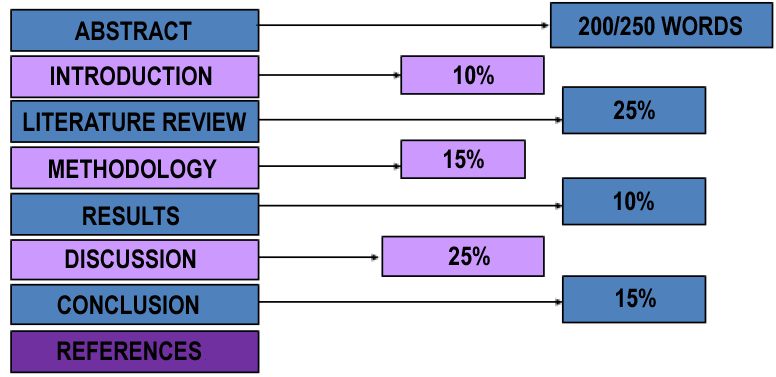 ABSTRACT
200/250 WORDS
INTRODUCTION
10%
LITERATURE REVIEW
25%
METHODOLOGY
15%
RESULTS
10%
DISCUSSION
25%
CONCLUSION
15%
REFERENCES